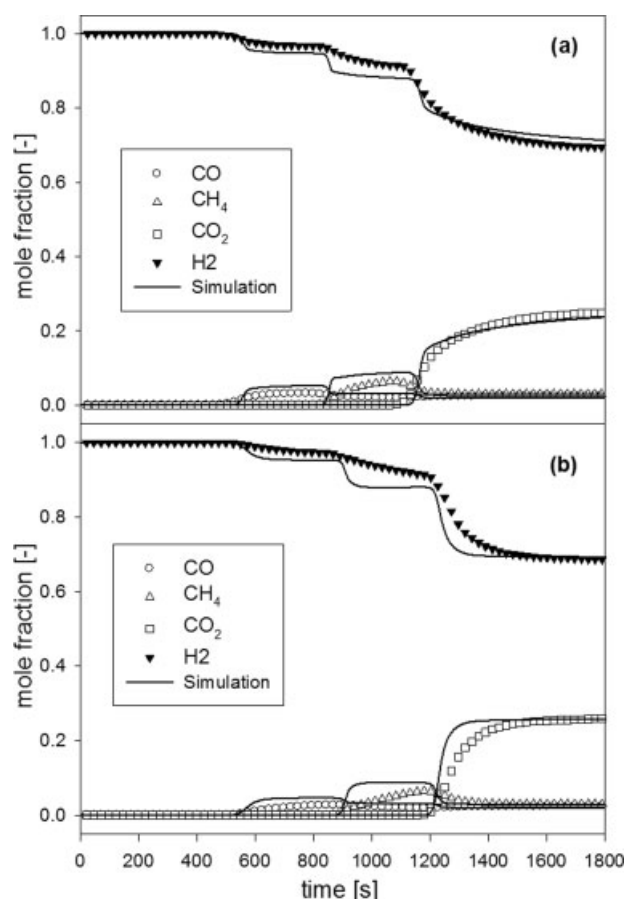 (a)
1.0
0.8
0.6
0.4
0.2
0.0
mole fraction [-]
CO
CH4
CO2
H2
Simulation
(b)
1.0
0.8
0.6
0.4
0.2
0.0
mole fraction [-]
CO
CH4
CO2
H2
Simulation
0 200 400 600 800 1000 1200 1400 1600 1800
time [s]